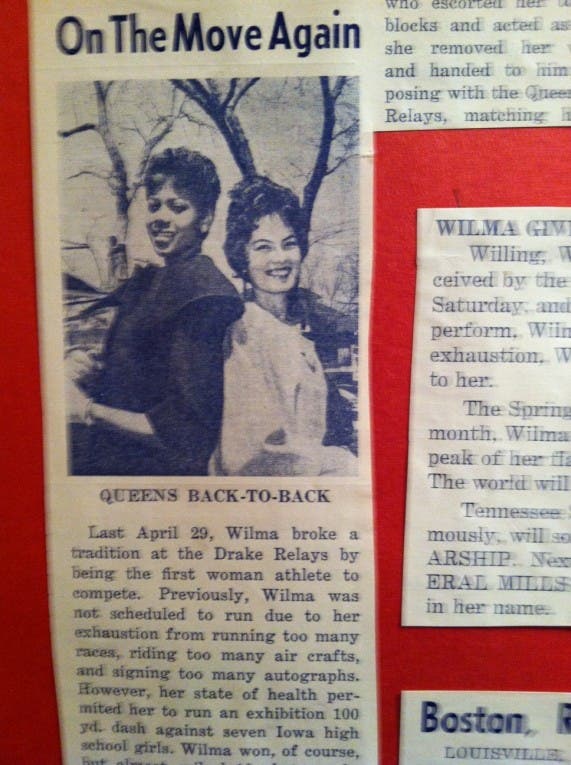 On The Move Again
QUEENS BACK-TO-BACK
Last April 29, Wilma broke a
tradition at the Drake Relays by
being the first woman athlete to
compete. Previously, Wilma was
not scheduled to run due to her
exhaustion from running too many
races, riding too many air crafts,
and signing too many autographs.
However, her state of health per-
mited her to run an exhibition 100
yd. dash against seven Iowa high
school girls. Wilma won, of course,
but almost
who escorted her
blocks and acted as
she removed her
and handed to him
posing with the Queen
Relays, matching
WILMA
Willing,
ceived by the
Saturday, and
perform,
exhaustion,
to her.
The Spring
month, Wilma
peak of her
The world will
Tennessee
mously, will
ARSHIP.
ERAL MILLS
in her name.
Boston,
LOUISVILLE,